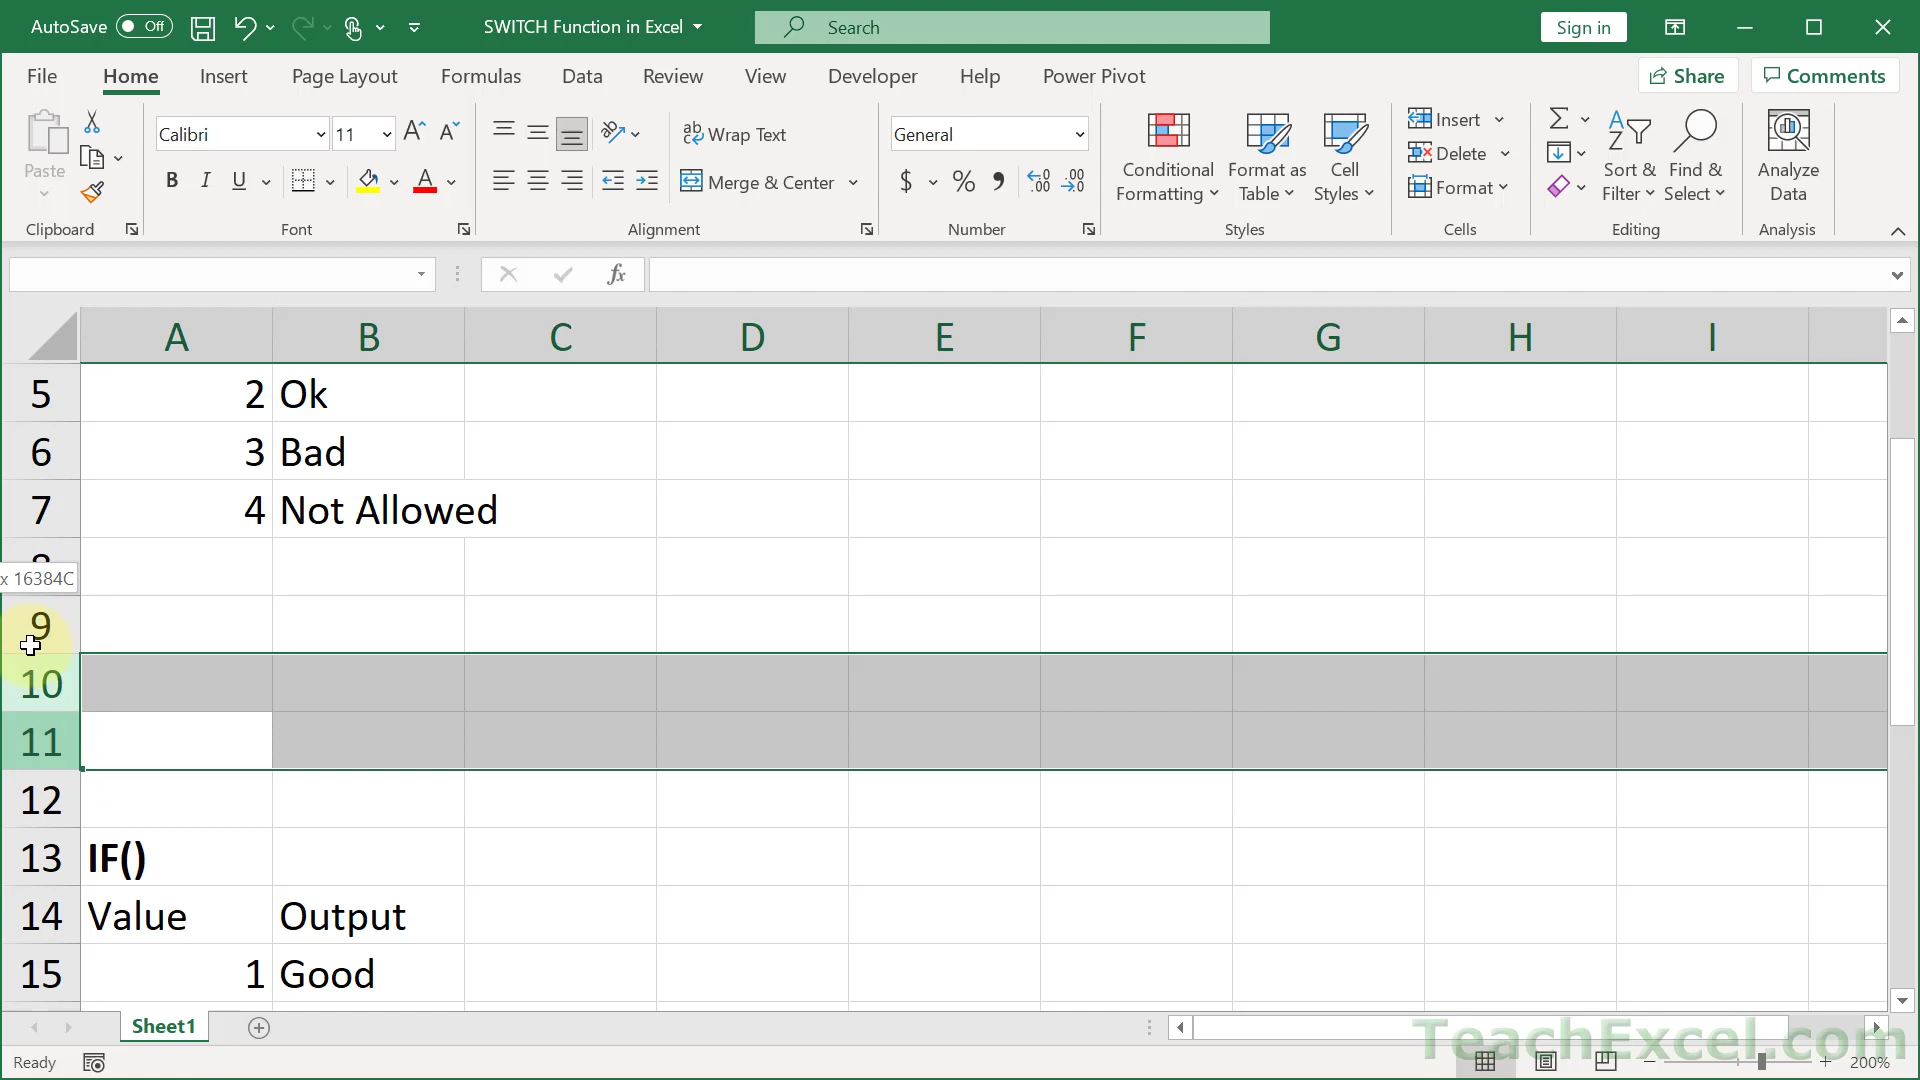 AutoSave Off SWITCH Function in Excel Search Sign in
File Home Insert Page Layout Formulas Data Review View Developer Help Power Pivot Share Comments
Paste Calibri 11 Wrap Text General Conditional Formatting Format as Table Cell Styles Insert Sort & Filter Find & Select Analyze Data
B I U A Merge & Center $ % Delete
Format
Clipboard Font Alignment Number Styles Cells Editing Analysis
fx
A B C D E F G H I
5 2 Ok
6 3 Bad
7 4 Not Allowed
8
x 16384C
9
10
11
12
13 IF()
14 Value Output
15 1 Good
Sheet1
TeachExcel.com
Ready 200%